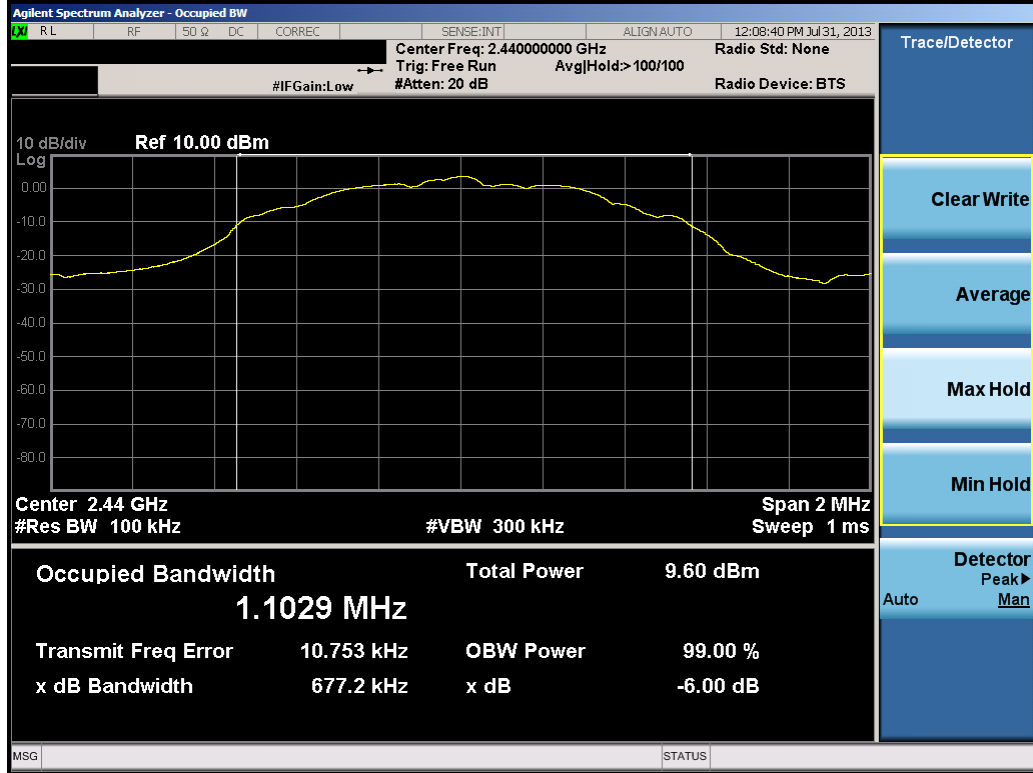 Agilent Spectrum Analyzer - Occupied BW
LXI RL RF 50 Ω DC CORREC SENSE:INT ALIGN AUTO 12:08:40 PM Jul 31, 2013
Center Freq: 2.440000000 GHz Radio Std: None
Trig: Free Run Avg|Hold:>100/100
#IFGain:Low #Atten: 20 dB Radio Device: BTS
10 dB/div Ref 10.00 dBm
Log
0.00
-10.0
-20.0
-30.0
-40.0
-50.0
-60.0
-70.0
-80.0
Center 2.44 GHz Span 2 MHz
#Res BW 100 kHz #VBW 300 kHz Sweep 1 ms
Occupied Bandwidth Total Power 9.60 dBm
1.1029 MHz
Transmit Freq Error 10.753 kHz OBW Power 99.00 %
x dB Bandwidth 677.2 kHz x dB -6.00 dB
MSG STATUS
Trace/Detector
Clear Write
Average
Max Hold
Min Hold
Detector
Peak▶
Auto Man